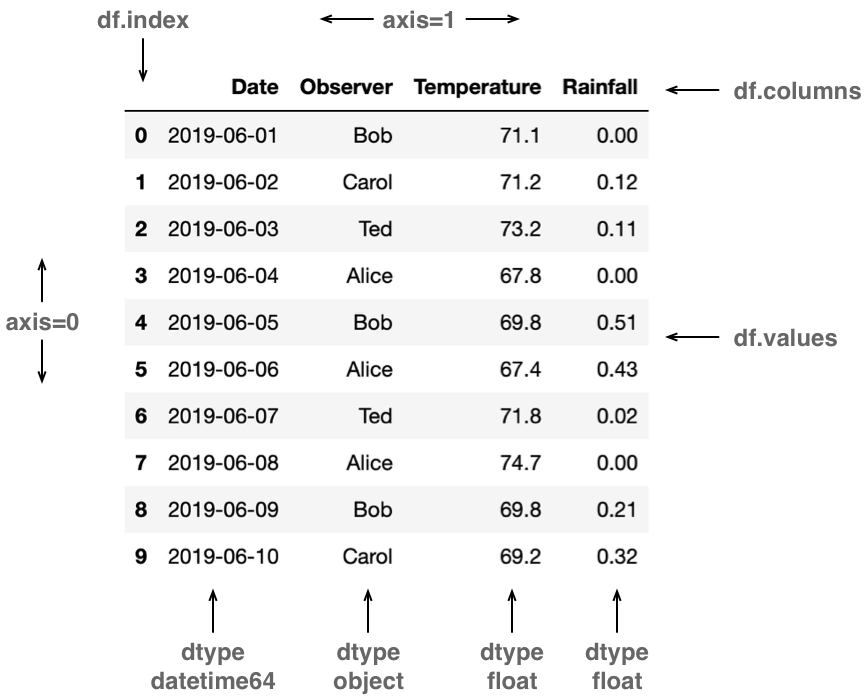 df.index axis=1
Date Observer Temperature Rainfall df.columns
0 2019-06-01 Bob 71.1 0.00
1 2019-06-02 Carol 71.2 0.12
2 2019-06-03 Ted 73.2 0.11
3 2019-06-04 Alice 67.8 0.00
axis=0 4 2019-06-05 Bob 69.8 0.51 df.values
5 2019-06-06 Alice 67.4 0.43
6 2019-06-07 Ted 71.8 0.02
7 2019-06-08 Alice 74.7 0.00
8 2019-06-09 Bob 69.8 0.21
9 2019-06-10 Carol 69.2 0.32
dtype dtype dtype dtype
datetime64 object float float